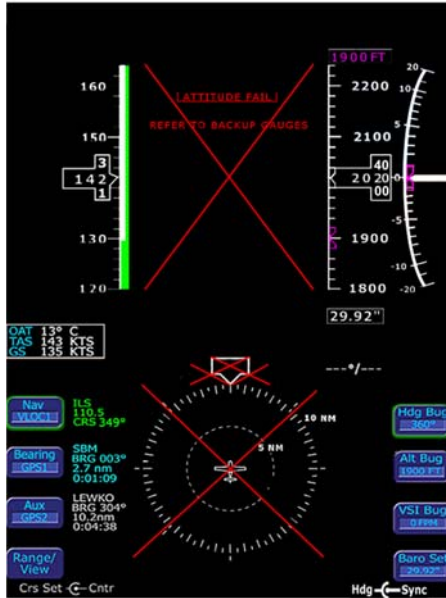 1900 FT
160
150
3
142
1
130
120
[ATTITUDE FAIL]
REFER TO BACKUP GAUGES
2200
2100
40
2020
00
1900
1800
20
10
5
0
-5
-10
-20
29.92"
OAT 13° C
TAS 143 KTS
GS 135 KTS
---°/---
Nav
VLOC1
ILS
110.5
CRS 349°
Bearing
GPS1
SBM
BRG 003°
2.7 nm
0:01:09
Aux
GPS2
LEWKO
BRG 304°
10.2nm
0:04:38
Range/
View
10 NM
5 NM
Hdg Bug
360°
Alt Bug
1900 FT
VSI Bug
0 FPM
Baro Set
29.92"
Crs Set Cntr
Hdg Sync